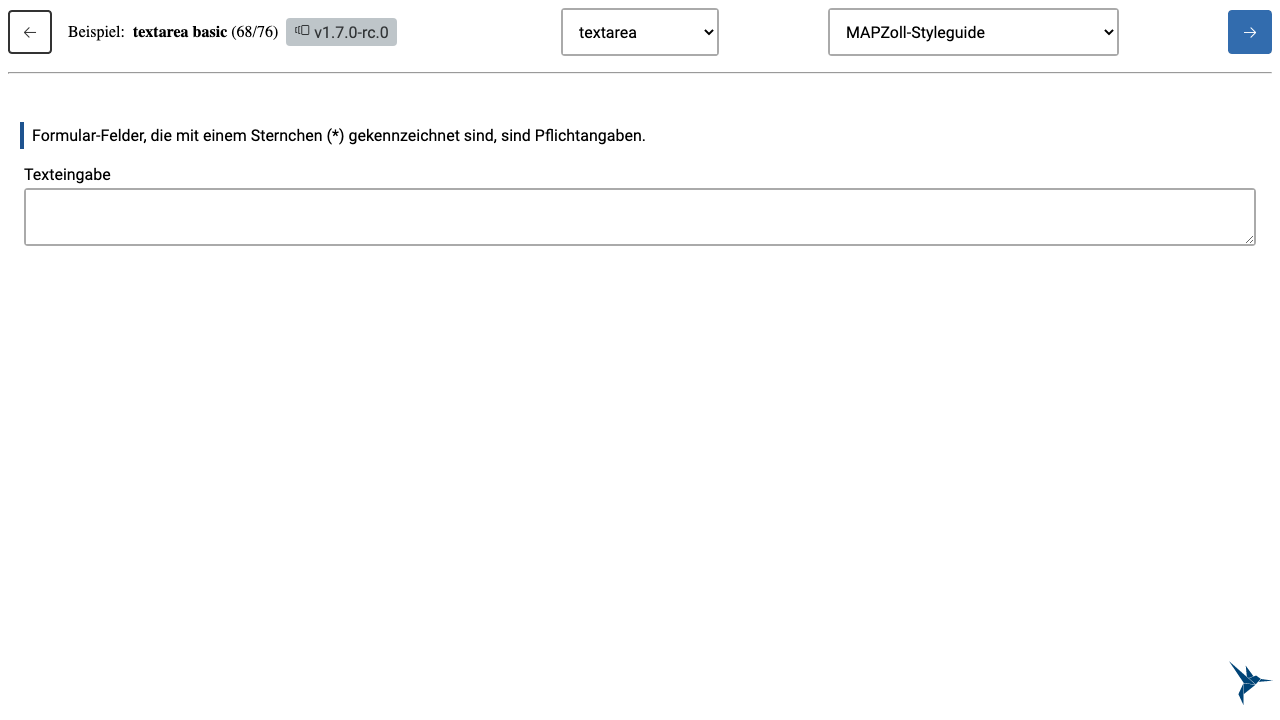 Beispiel: textarea basic (68/76) v1.7.0-rc.0 textarea MAPZoll-Styleguide
Formular-Felder, die mit einem Sternchen (*) gekennzeichnet sind, sind Pflichtangaben.
Texteingabe